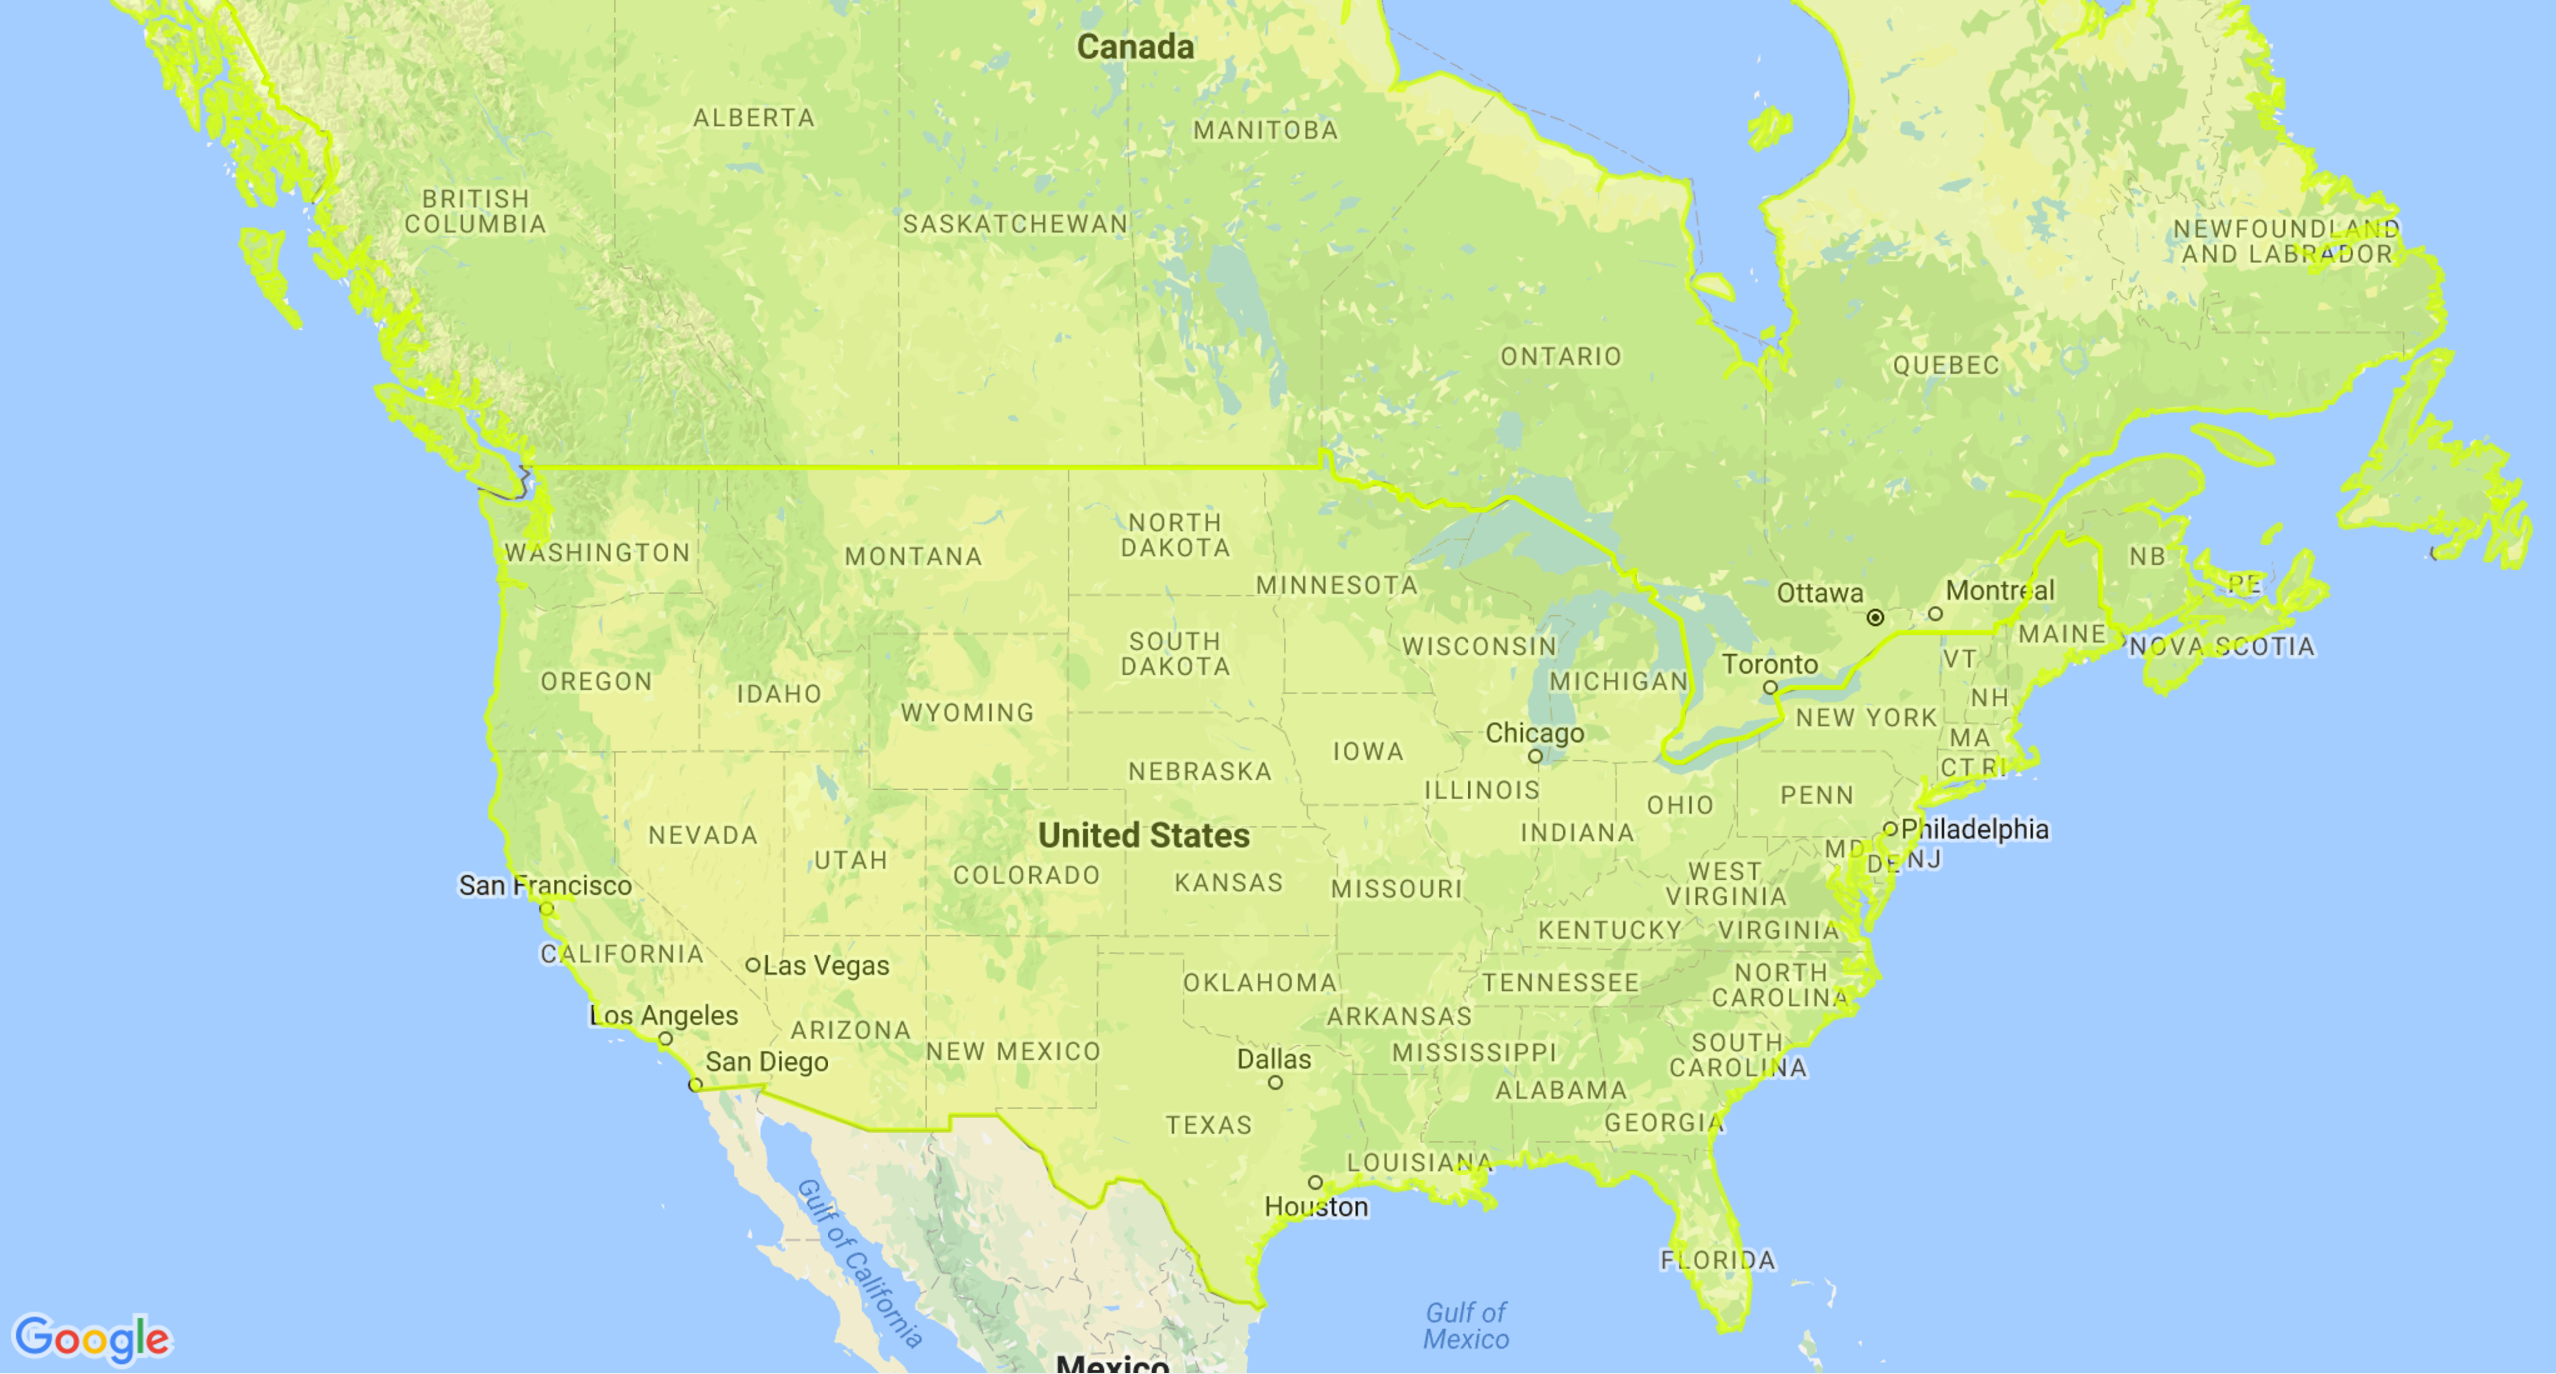 Canada
ALBERTA
MANITOBA
BRITISH
COLUMBIA
SASKATCHEWAN
NEWFOUNDLAND
AND LABRADOR
ONTARIO
QUEBEC
NORTH
DAKOTA
WASHINGTON
MONTANA
MINNESOTA
NB
PE
Ottawa
Montreal
SOUTH
DAKOTA
WISCONSIN
MAINE
NOVA SCOTIA
VT
Toronto
OREGON
IDAHO
MICHIGAN
NH
WYOMING
NEW YORK
Chicago
MA
IOWA
CT RI
NEBRASKA
ILLINOIS
PENN
OHIO
NEVADA
United States
INDIANA
Philadelphia
MD
DE
NJ
UTAH
COLORADO
KANSAS
MISSOURI
WEST
VIRGINIA
San Francisco
KENTUCKY
VIRGINIA
CALIFORNIA
Las Vegas
OKLAHOMA
TENNESSEE
NORTH
CAROLINA
Los Angeles
ARIZONA
ARKANSAS
NEW MEXICO
San Diego
Dallas
MISSISSIPPI
SOUTH
CAROLINA
ALABAMA
TEXAS
GEORGIA
LOUISIANA
Houston
Gulf of California
FLORIDA
Gulf of
Mexico
Google
Mexico